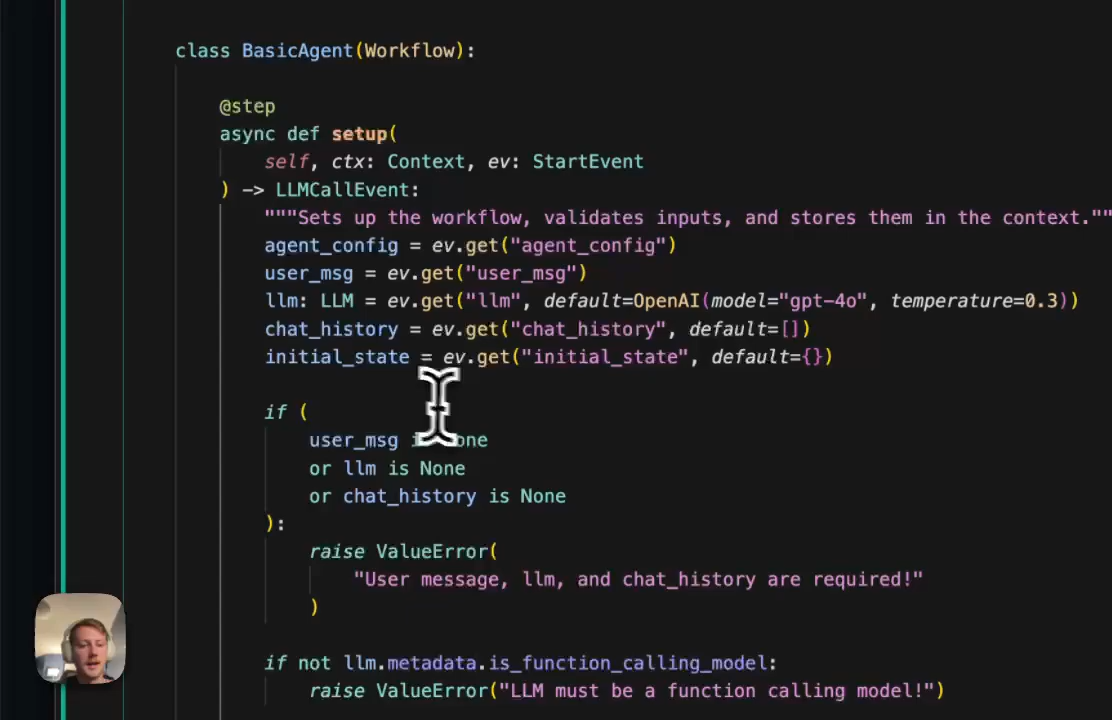 class BasicAgent(Workflow):
@step
async def setup(
self, ctx: Context, ev: StartEvent
) -> LLMCallEvent:
"""Sets up the workflow, validates inputs, and stores them in the context.""
agent_config = ev.get("agent_config")
user_msg = ev.get("user_msg")
llm: LLM = ev.get("llm", default=OpenAI(model="gpt-4o", temperature=0.3))
chat_history = ev.get("chat_history", default=[])
initial_state = ev.get("initial_state", default={})
if (
user_msg is None
or llm is None
or chat_history is None
):
raise ValueError(
"User message, llm, and chat_history are required!"
)
if not llm.metadata.is_function_calling_model:
raise ValueError("LLM must be a function calling model!")